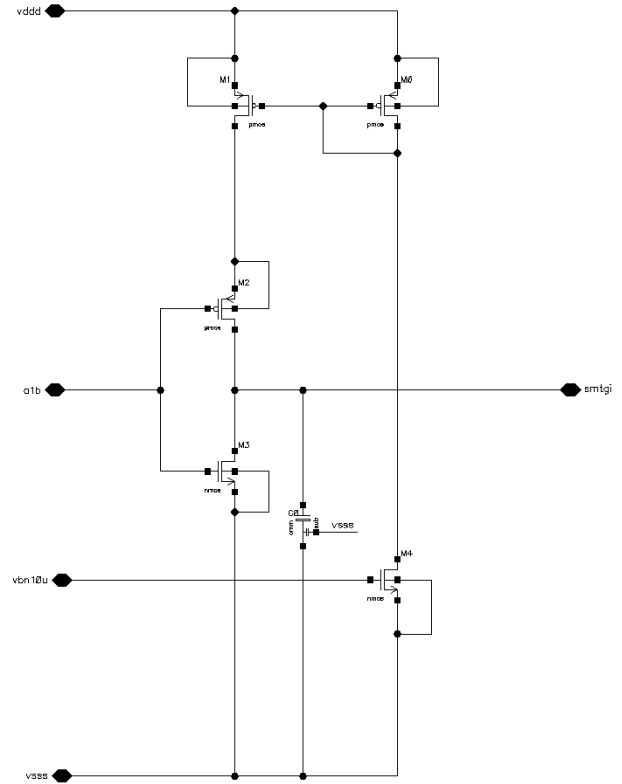 vddd
M1
M0
pmos
pmos
M2
pmos
a1b
smtgi
M3
nmos
C0
vsss
M4
vbn10u
nmos
vsss